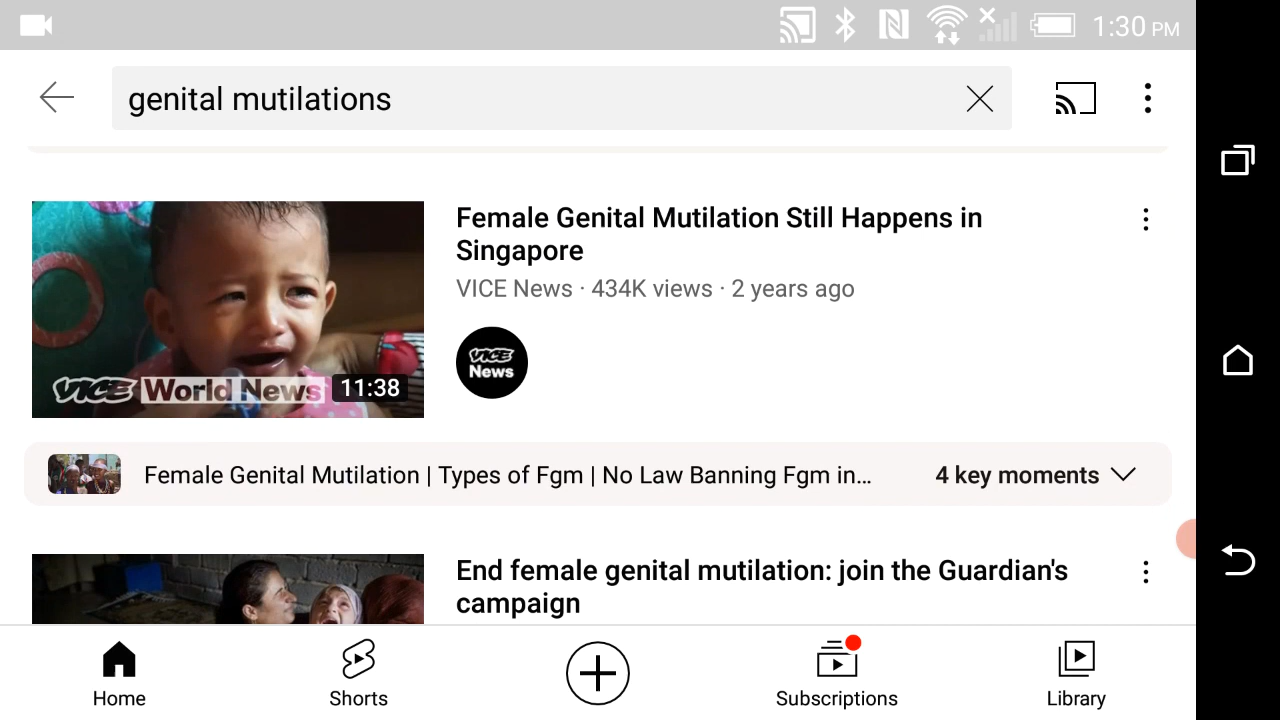 1:30 PM
genital mutilations
Female Genital Mutilation Still Happens in
Singapore
VICE News · 434K views · 2 years ago
VICE World News
11:38
VICE
News
Female Genital Mutilation | Types of Fgm | No Law Banning Fgm in...
4 key moments
End female genital mutilation: join the Guardian's
campaign
Home
Shorts
Subscriptions
Library